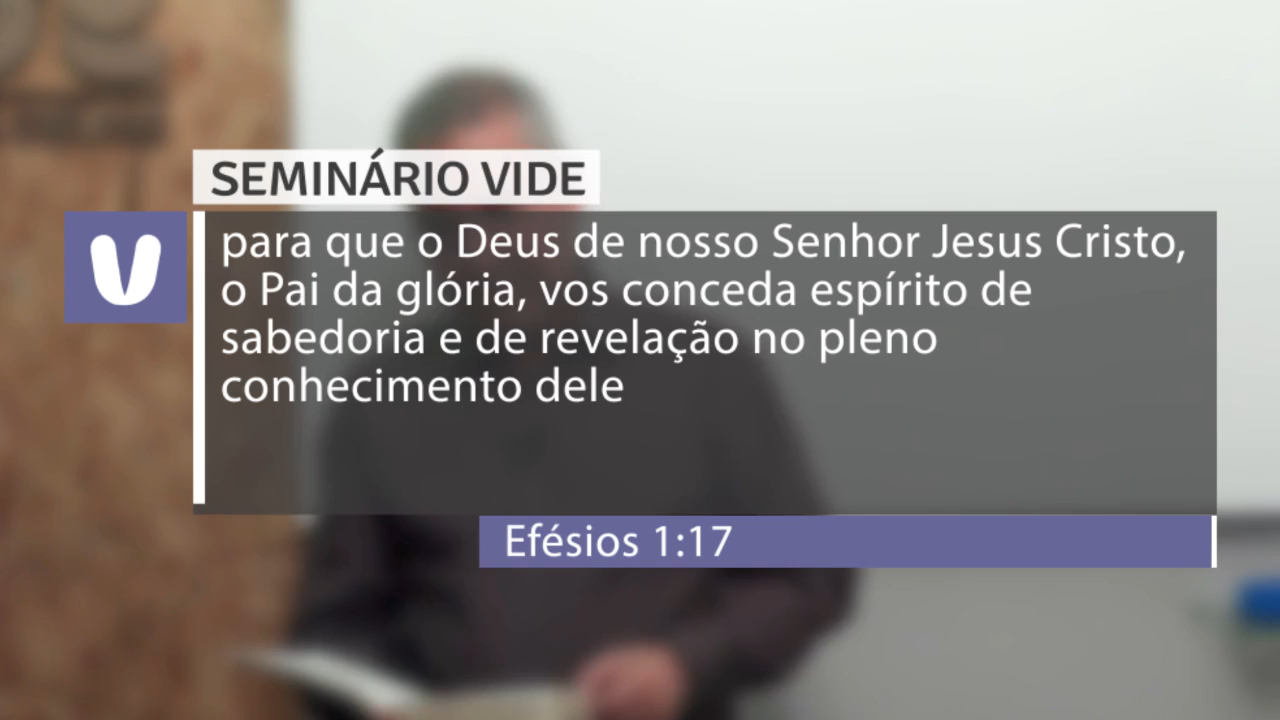 SEMINÁRIO VIDE
para que o Deus de nosso Senhor Jesus Cristo,
o Pai da glória, vos conceda espírito de
sabedoria e de revelação no pleno
conhecimento dele
Efésios 1:17